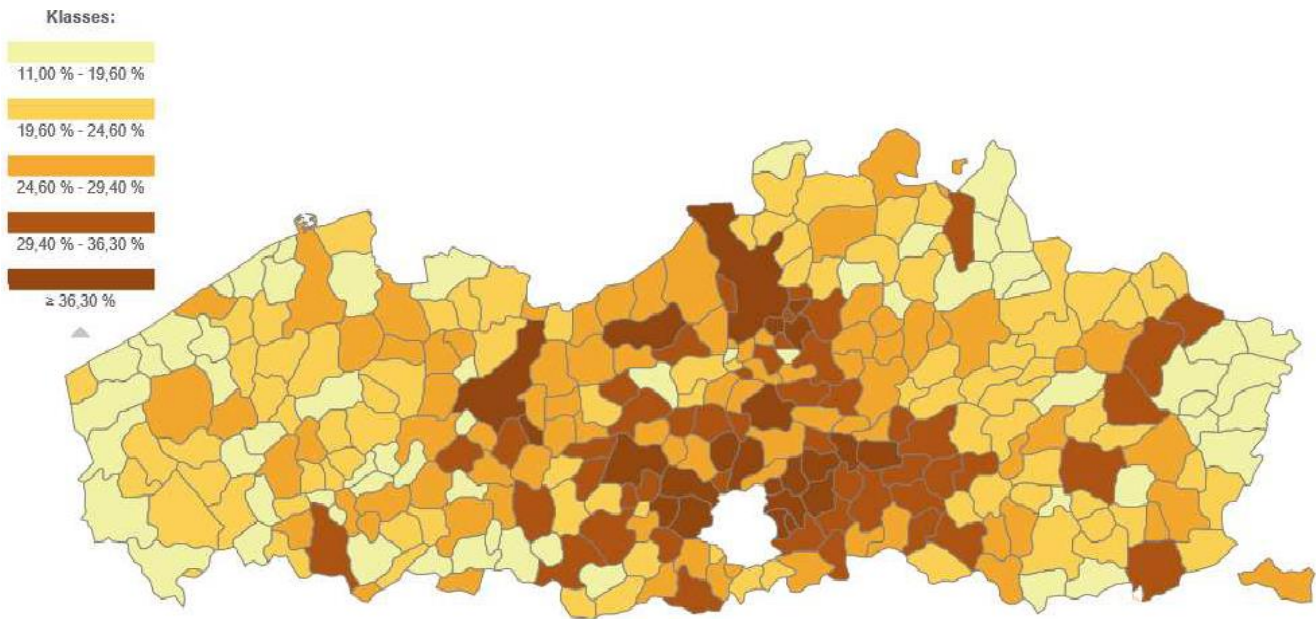 Klasses:
11,00 % - 19,60 %
19,60 % - 24,60 %
24,60 % - 29,40 %
29,40 % - 36,30 %
≥ 36,30 %